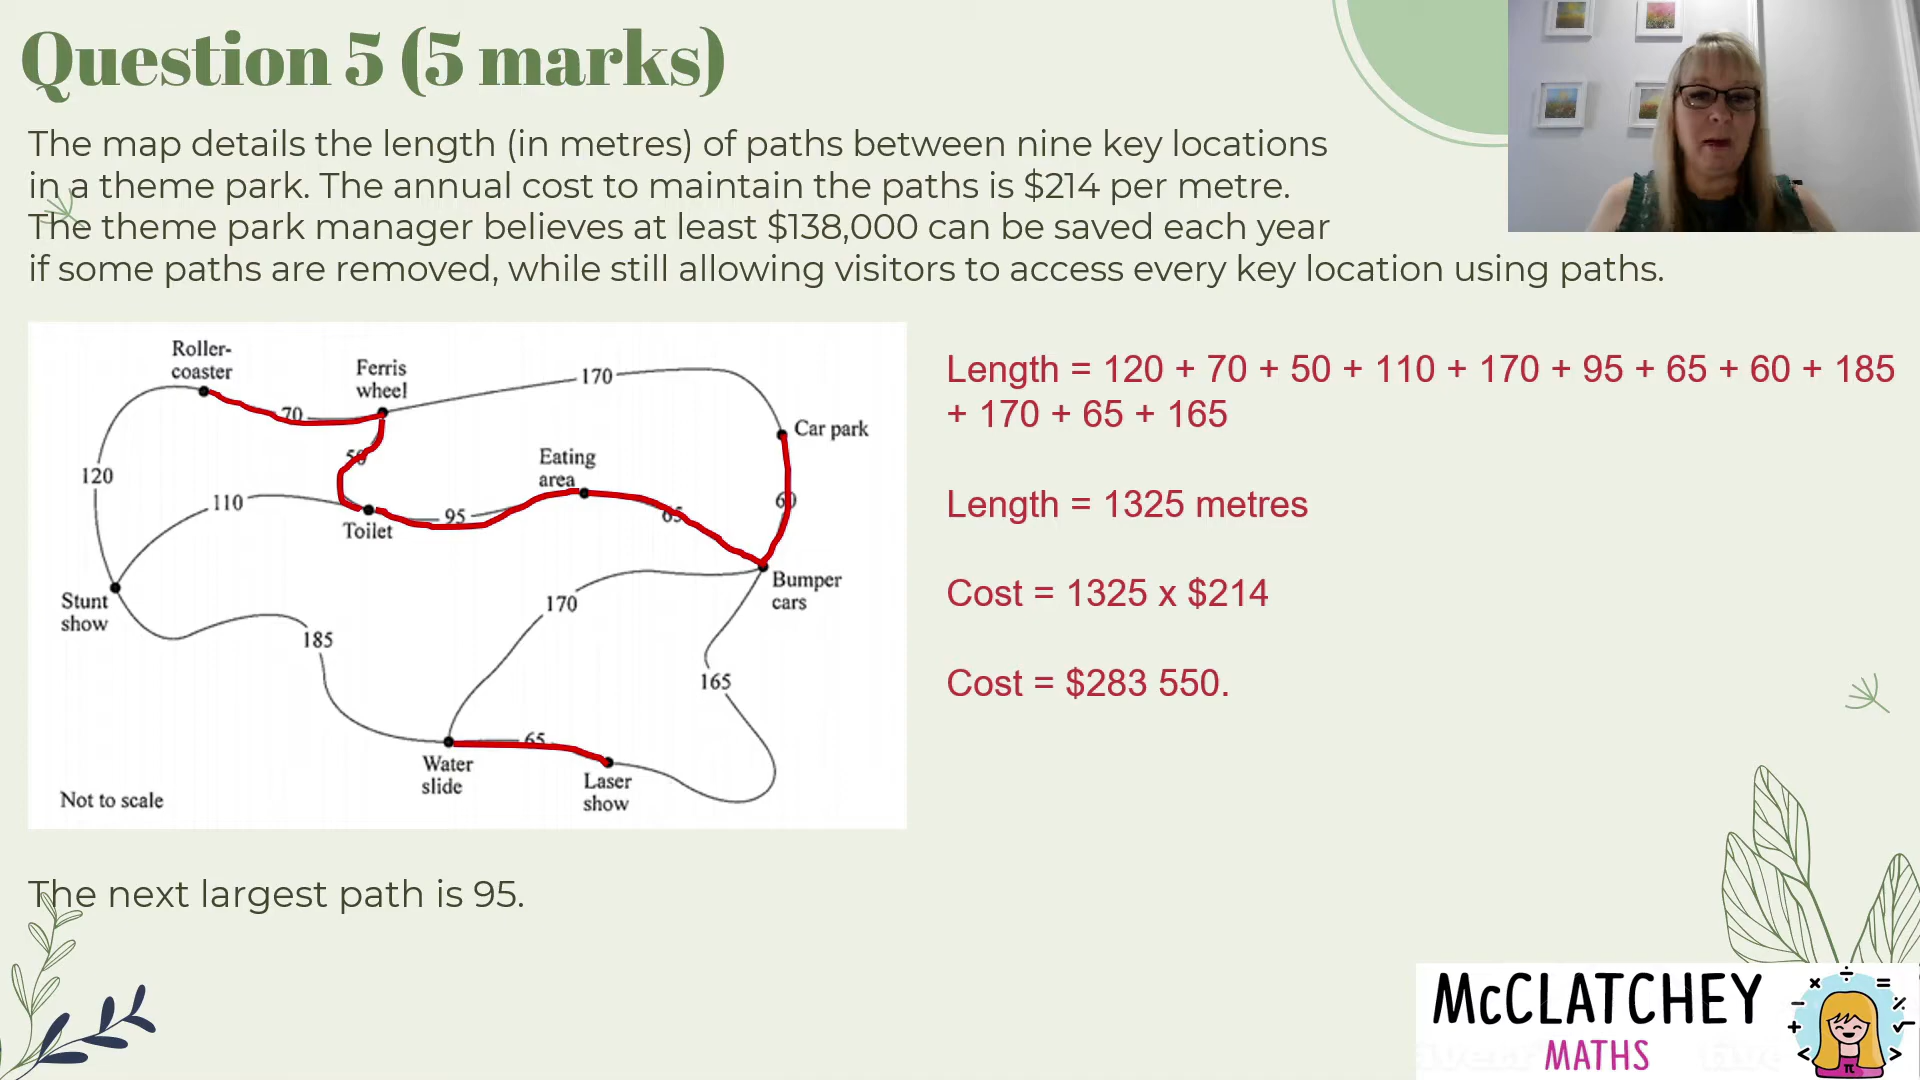 Question 5 (5 marks)
The map details the length (in metres) of paths between nine key locations
in a theme park. The annual cost to maintain the paths is $214 per metre.
The theme park manager believes at least $138,000 can be saved each year
if some paths are removed, while still allowing visitors to access every key location using paths.
Roller-
coaster
Ferris
wheel
170
70
Car park
120
50
Eating
area
110
95
65
60
Toilet
Stunt
show
170
Bumper
cars
185
165
65
Water
slide
Laser
show
Not to scale
Length = 120 + 70 + 50 + 110 + 170 + 95 + 65 + 60 + 185
+ 170 + 65 + 165
Length = 1325 metres
Cost = 1325 x $214
Cost = $283 550.
The next largest path is 95.
McCLATCHEY
MATHS